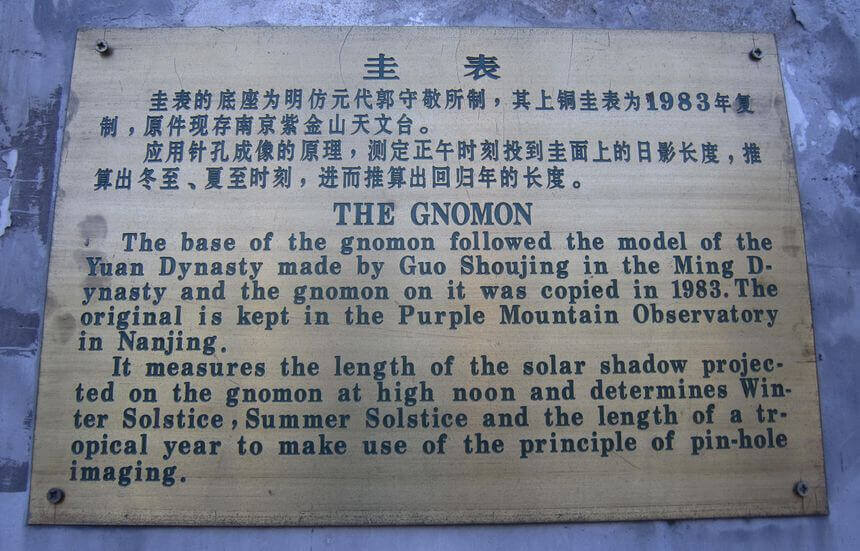 圭 表
圭表的底座为明仿元代郭守敬所制，其上铜圭表为1983年复
制，原件现存南京紫金山天文台。
应用针孔成像的原理，测定正午时刻投到圭面上的日影长度，推
算出冬至、夏至时刻，进而推算出回归年的长度。
THE GNOMON
The base of the gnomon followed the model of the
Yuan Dynasty made by Guo Shoujing in the Ming D-
ynasty and the gnomon on it was copied in 1983. The
original is kept in the Purple Mountain Observatory
in Nanjing.
It measures the length of the solar shadow projec-
ted on the gnomon at high noon and determines Win-
ter Solstice, Summer Solstice and the length of a tr-
opical year to make use of the principle of pin-hole
imaging.